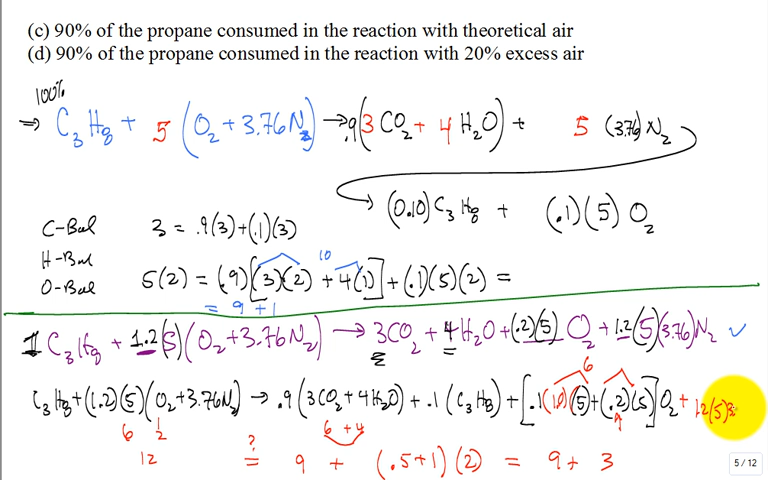 (c) 90% of the propane consumed in the reaction with theoretical air
(d) 90% of the propane consumed in the reaction with 20% excess air
100%
⇒ C₃H₈ + 5 (O₂ + 3.76N₂) → .9(3CO₂ + 4H₂O) + 5 (3.76)N₂
→ (0.10)C₃H₈ + (.1)(5)O₂
C-Bal 3 = .9(3)+(.1)(3)
H-Bal
O-Bal 5(2) = (.9)[(3)(2) + 4(1)] + (.1)(5)(2) =
10
= 9 + 1
1 C₃H₈ + 1.2(5)(O₂+3.76N₂) → 3CO₂ + 4H₂O + (.2)(5) O₂ + 1.2(5)(3.76)N₂ ✓
C₃H₈+(1.2)(5)(O₂+3.76N₂) → .9(3CO₂+4H₂O) + .1(C₃H₈) + [.1(1.0)(5)+(.2)(5)]O₂ + 1.2(5)3
6 2 6 + 4
12 ? = 9 + (.5+1)(2) = 9 + 3
5 / 12